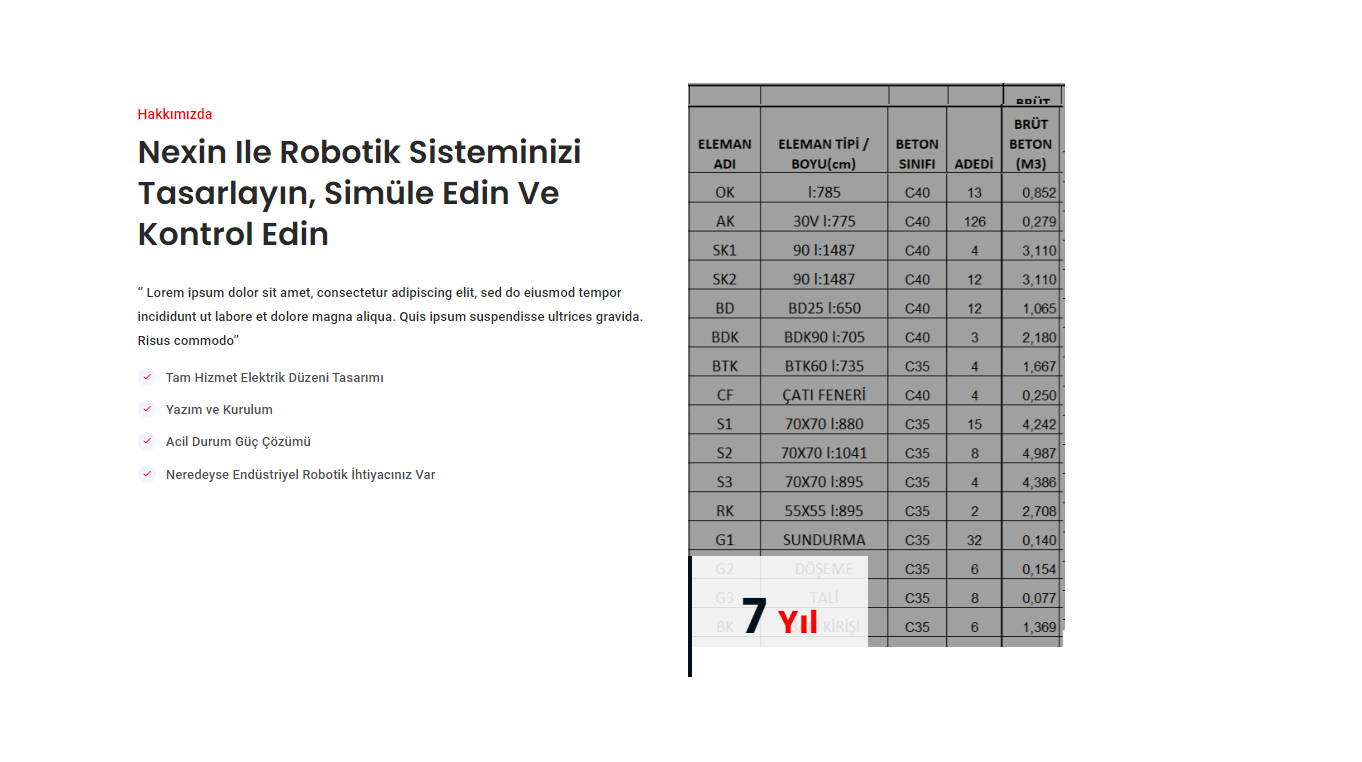 Hakkımızda
Nexin Ile Robotik Sisteminizi
Tasarlayın, Simüle Edin Ve
Kontrol Edin
“ Lorem ipsum dolor sit amet, consectetur adipiscing elit, sed do eiusmod tempor
incididunt ut labore et dolore magna aliqua. Quis ipsum suspendisse ultrices gravida.
Risus commodo”
Tam Hizmet Elektrik Düzeni Tasarımı
Yazım ve Kurulum
Acil Durum Güç Çözümü
Neredeyse Endüstriyel Robotik İhtiyacınız Var
BRÜT
ELEMAN ADI ELEMAN TİPİ / BOYU(cm) BETON SINIFI ADEDİ BRÜT BETON (M3)
OK l:785 C40 13 0,852
AK 30V l:775 C40 126 0,279
SK1 90 l:1487 C40 4 3,110
SK2 90 l:1487 C40 12 3,110
BD BD25 l:650 C40 12 1,065
BDK BDK90 l:705 C40 3 2,180
BTK BTK60 l:735 C35 4 1,667
CF ÇATI FENERİ C40 4 0,250
S1 70X70 l:880 C35 15 4,242
S2 70X70 l:1041 C35 8 4,987
S3 70X70 l:895 C35 4 4,386
RK 55X55 l:895 C35 2 2,708
G1 SUNDURMA C35 32 0,140
G2 DÖŞEME C35 6 0,154
G3 TALİ C35 8 0,077
BK KİRİŞİ C35 6 1,369
7 Yıl